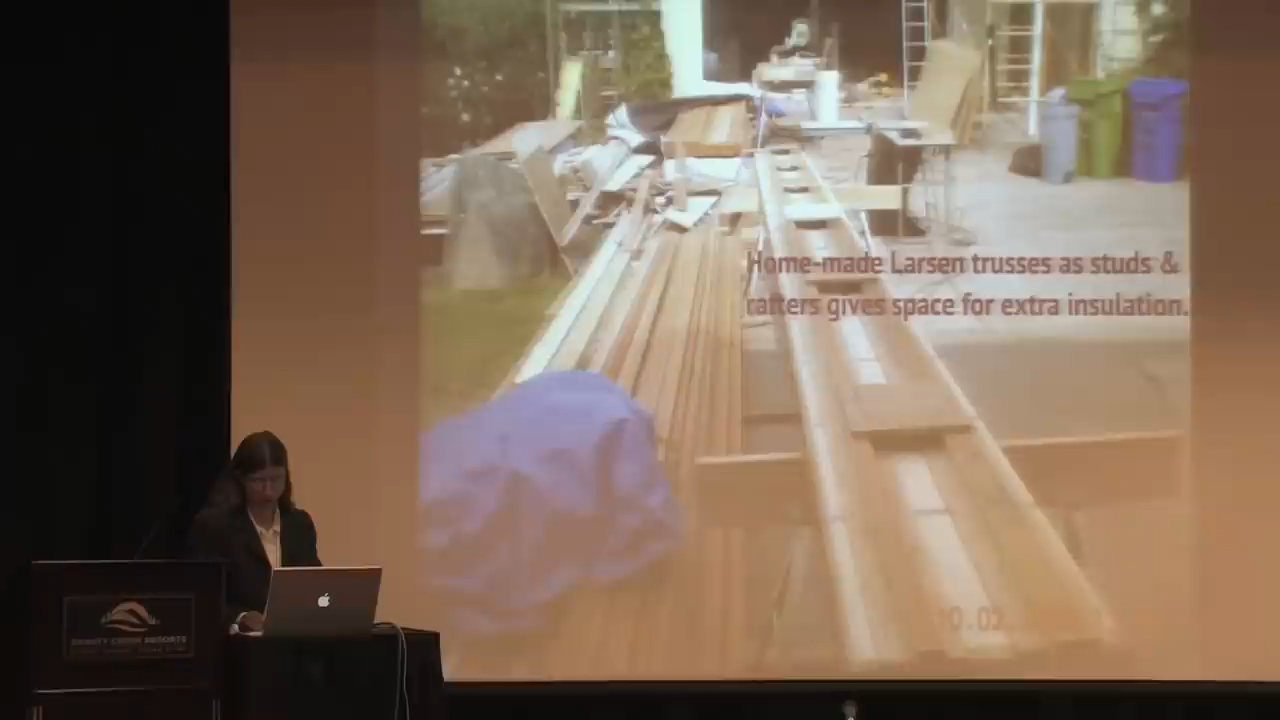 Home-made Larsen trusses as studs &
rafters gives space for extra insulation.